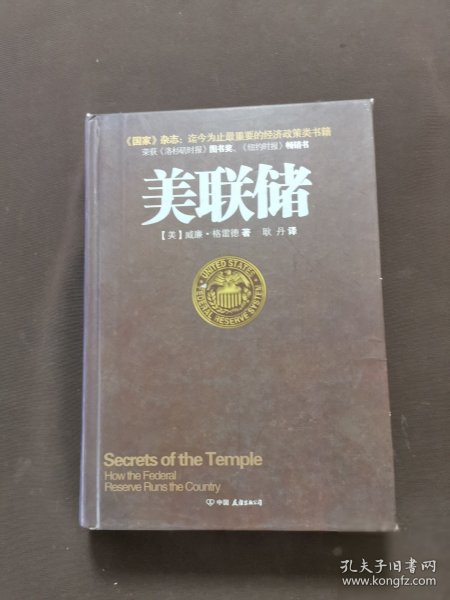 《国家》杂志：迄今为止最重要的经济政策类书籍
荣获《洛杉矶时报》图书奖、《纽约时报》畅销书
美联储
【美】威廉·格雷德 著 耿丹 译
UNITED STATES
FEDERAL RESERVE SYSTEM
Secrets of the Temple
How the Federal
Reserve Runs the Country
中国友谊出版公司
孔夫子旧书网
www.kongfz.com